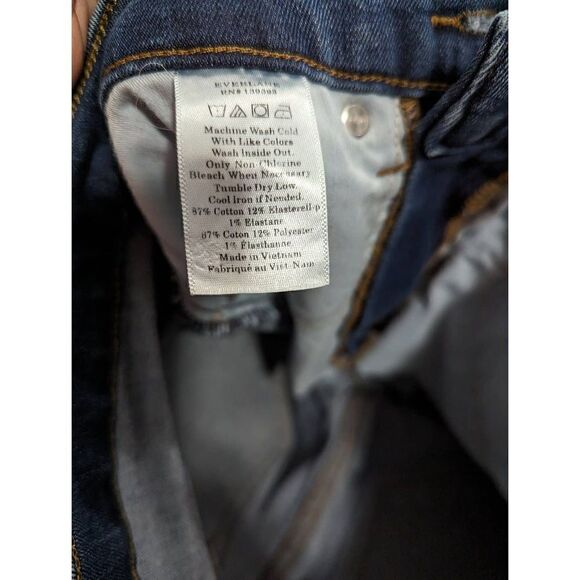 EVERLANE
RN# 139398
Machine Wash Cold
With Like Colors
Wash Inside Out.
Only Non-Chlorine
Bleach When Necessary
Tumble Dry Low.
Cool Iron if Needed.
87% Cotton 12% Elasterell-p
1% Elastane
87% Coton 12% Polyester
1% Élasthanne
Made in Vietnam
Fabriqué au Viet-Nam